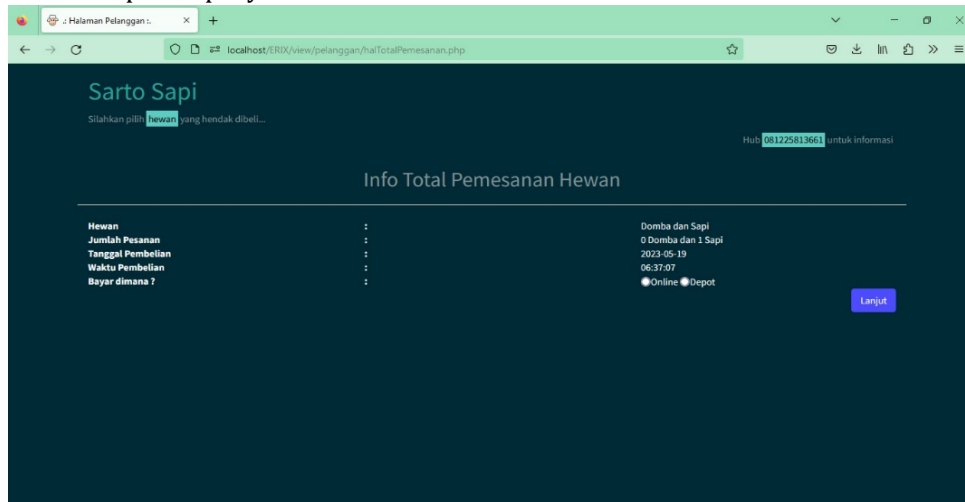 .: Halaman Pelanggan :.
localhost/ERIX/view/pelanggan/halTotalPemesanan.php
Sarto Sapi
Silahkan pilih hewan yang hendak dibeli...
Hub 081225813661 untuk informasi
Info Total Pemesanan Hewan
Hewan : Domba dan Sapi
Jumlah Pesanan : 0 Domba dan 1 Sapi
Tanggal Pembelian : 2023-05-19
Waktu Pembelian : 06:37:07
Bayar dimana ? : Online Depot
Lanjut